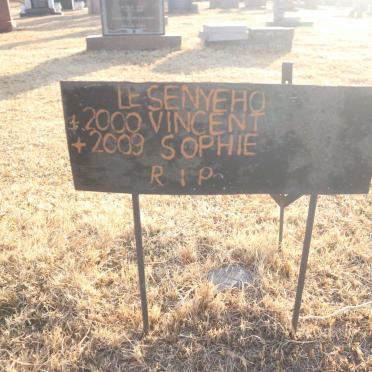 LESENYEHO
* 2000 VINCENT
+ 2009 SOPHIE
R I P